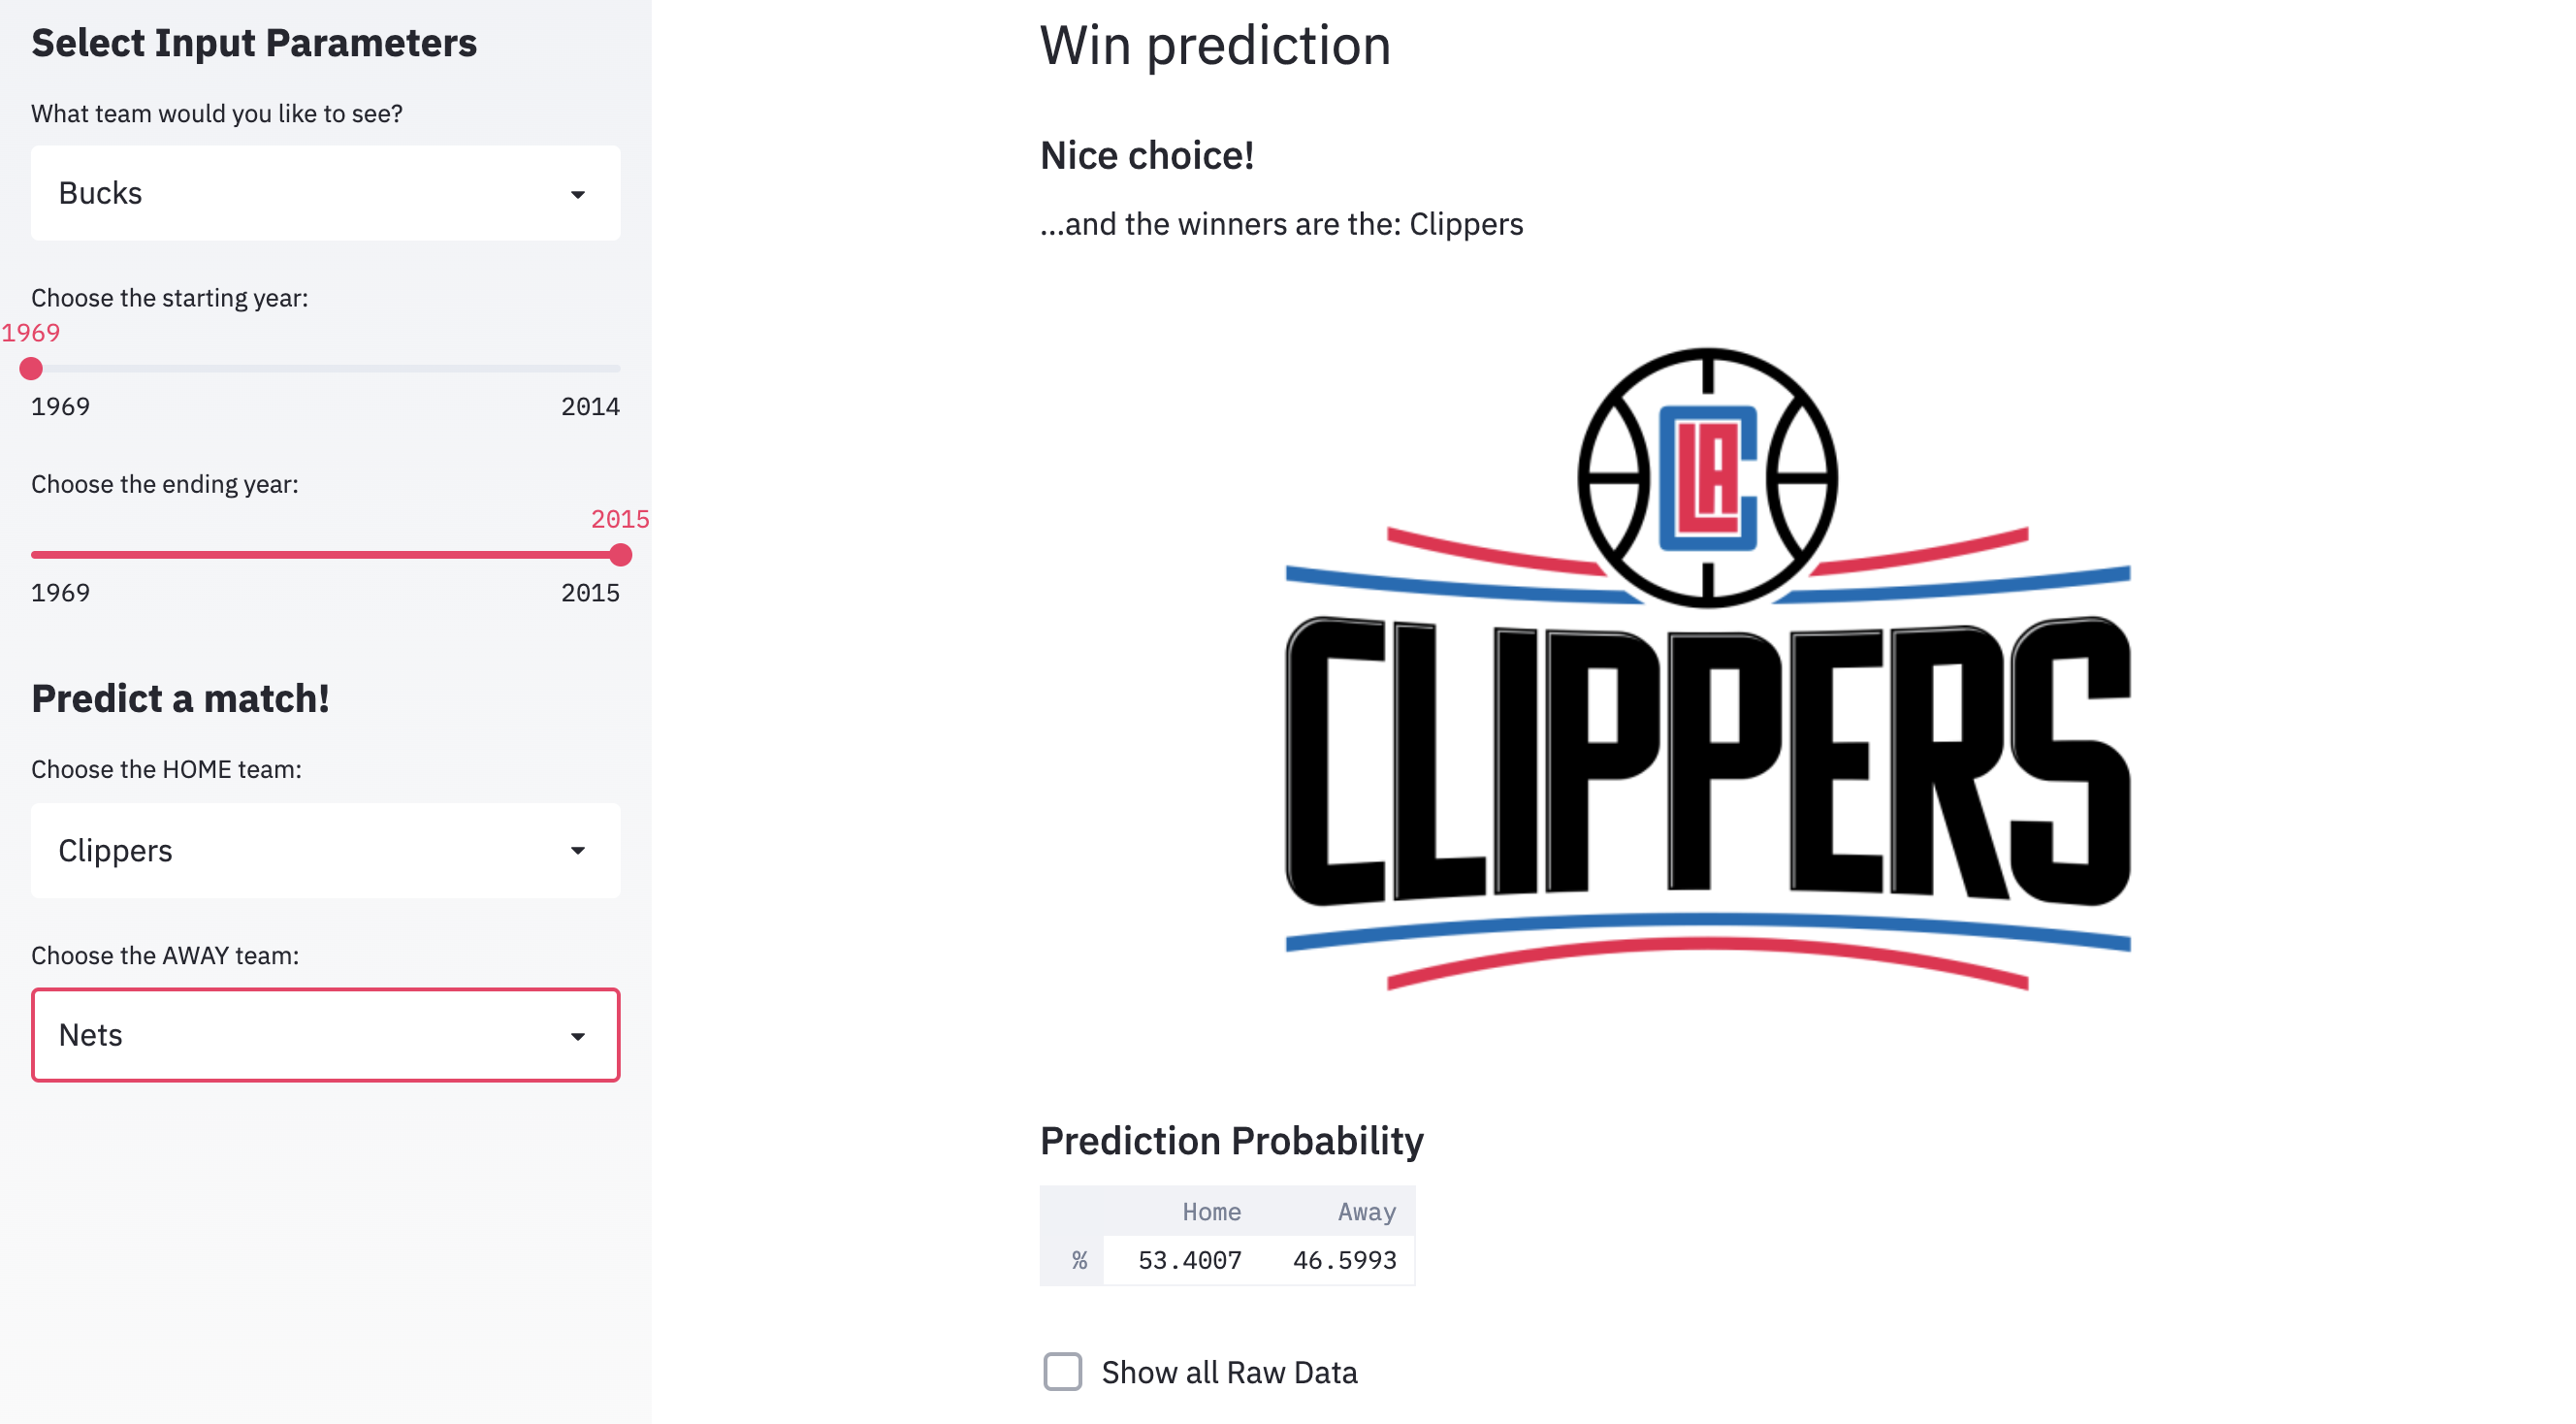 Select Input Parameters
What team would you like to see?
Bucks
Choose the starting year:
1969
1969 2014
Choose the ending year:
2015
1969 2015
Predict a match!
Choose the HOME team:
Clippers
Choose the AWAY team:
Nets
Win prediction
Nice choice!
...and the winners are the: Clippers
LA C
CLIPPERS
Prediction Probability
Home Away
% 53.4007 46.5993
Show all Raw Data